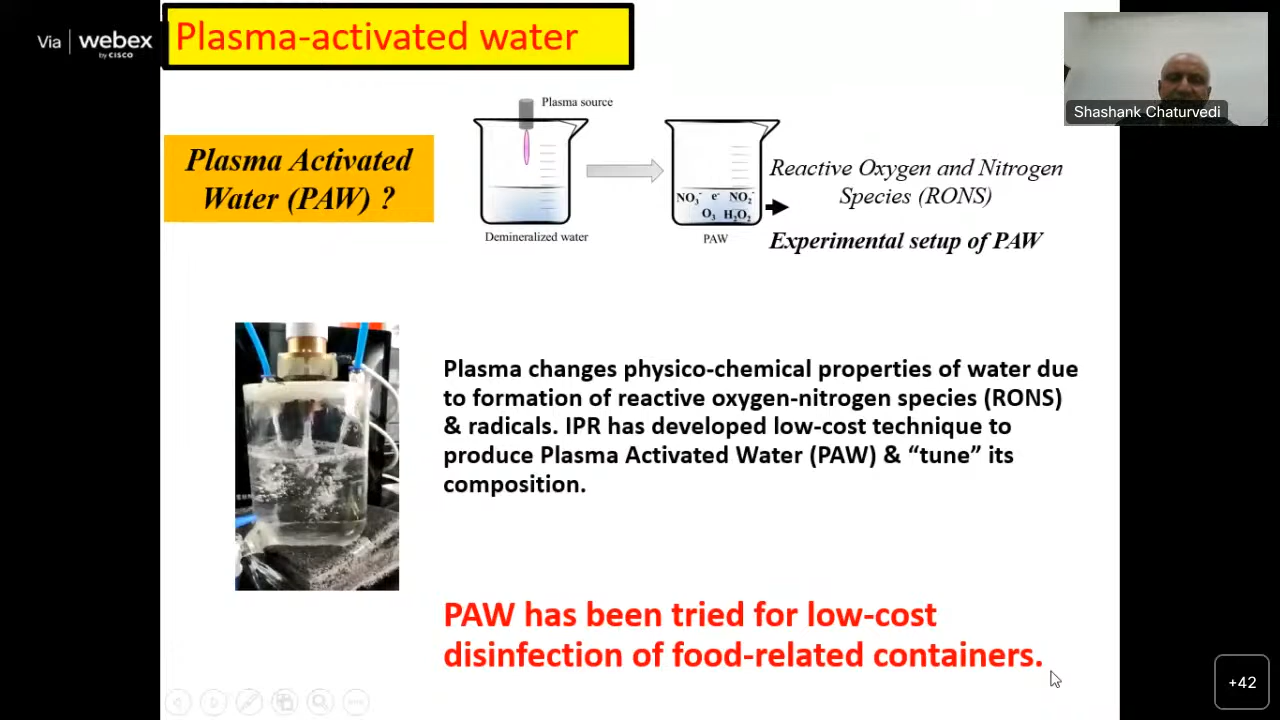 Via | webex
by CISCO
Plasma-activated water
Shashank Chaturvedi
Plasma source
Plasma Activated
Water (PAW) ?
Reactive Oxygen and Nitrogen
Species (RONS)
NO₃⁻ e⁻ NO₂⁻
O₃ H₂O₂
Demineralized water
PAW
Experimental setup of PAW
Plasma changes physico-chemical properties of water due
to formation of reactive oxygen-nitrogen species (RONS)
& radicals. IPR has developed low-cost technique to
produce Plasma Activated Water (PAW) & “tune” its
composition.
PAW has been tried for low-cost
disinfection of food-related containers.
+42